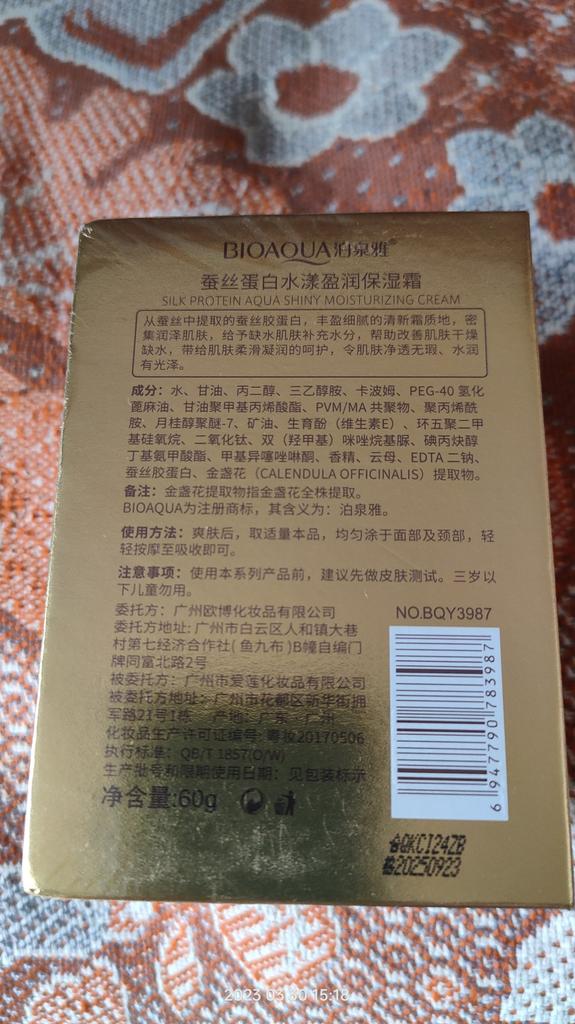 BIOAQUA 泊泉雅®
蚕丝蛋白水漾盈润保湿霜
SILK PROTEIN AQUA SHINY MOISTURIZING CREAM
从蚕丝中提取的蚕丝胶蛋白，丰盈细腻的清新霜质地，密
集润泽肌肤，给予缺水肌肤补充水分，帮助改善肌肤干燥
缺水，带给肌肤柔滑凝润的呵护，令肌肤净透无瑕、水润
有光泽。
成分：水、甘油、丙二醇、三乙醇胺、卡波姆、PEG-40 氢化
蓖麻油、甘油聚甲基丙烯酸酯、PVM/MA 共聚物、聚丙烯酰
胺、月桂醇聚醚-7、矿油、生育酚（维生素E）、环五聚二甲
基硅氧烷、二氧化钛、双（羟甲基）咪唑烷基脲、碘丙炔醇
丁基氨甲酸酯、甲基异噻唑啉酮、香精、云母、EDTA 二钠、
蚕丝胶蛋白、金盏花（CALENDULA OFFICINALIS）提取物。
备注：金盏花提取物指金盏花全株提取。
BIOAQUA为注册商标，其含义为：泊泉雅。
使用方法：爽肤后，取适量本品，均匀涂于面部及颈部，轻
轻按摩至吸收即可。
注意事项：使用本系列产品前，建议先做皮肤测试。三岁以
下儿童勿用。
委托方：广州欧博化妆品有限公司
委托方地址：广州市白云区人和镇大巷
村第七经济合作社(鱼九布)B幢自编门
牌同富北路2号
被委托方：广州市爱莲化妆品有限公司
被委托方地址：广州市花都区新华街拥
军路21号1栋 产地：广东·广州
化妆品生产许可证编号：粤妆20170506
执行标准：QB/T 1857(O/W)
生产批号和限期使用日期：见包装标示
净含量:60g
NO.BQY3987
6 947790 783987
QKCI24ZB
20250923
2023 03 30 15:18